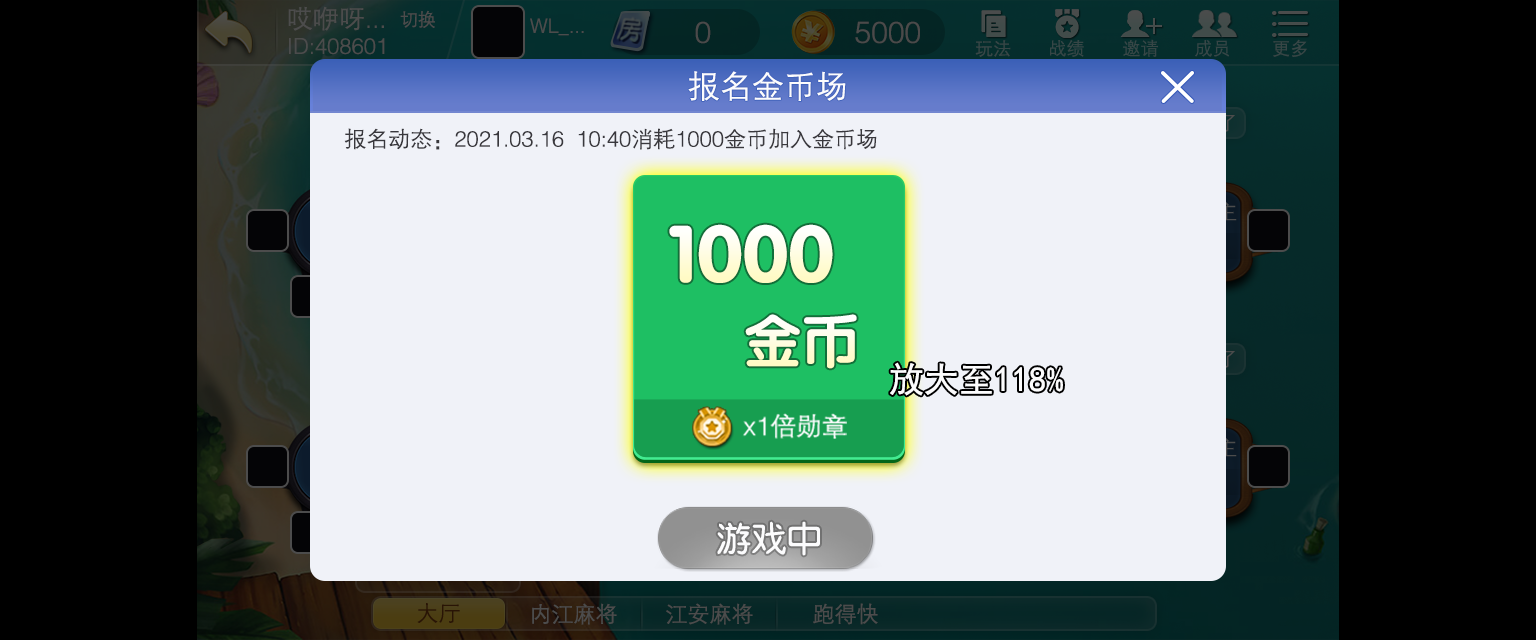 哎咿呀... 切换
ID:408601
WL_...
房 0
5000
玩法 战绩 邀请 成员 更多
报名金币场
报名动态：2021.03.16 10:40消耗1000金币加入金币场
1000
金币
x1倍勋章
放大至118%
游戏中
大厅 内江麻将 江安麻将 跑得快